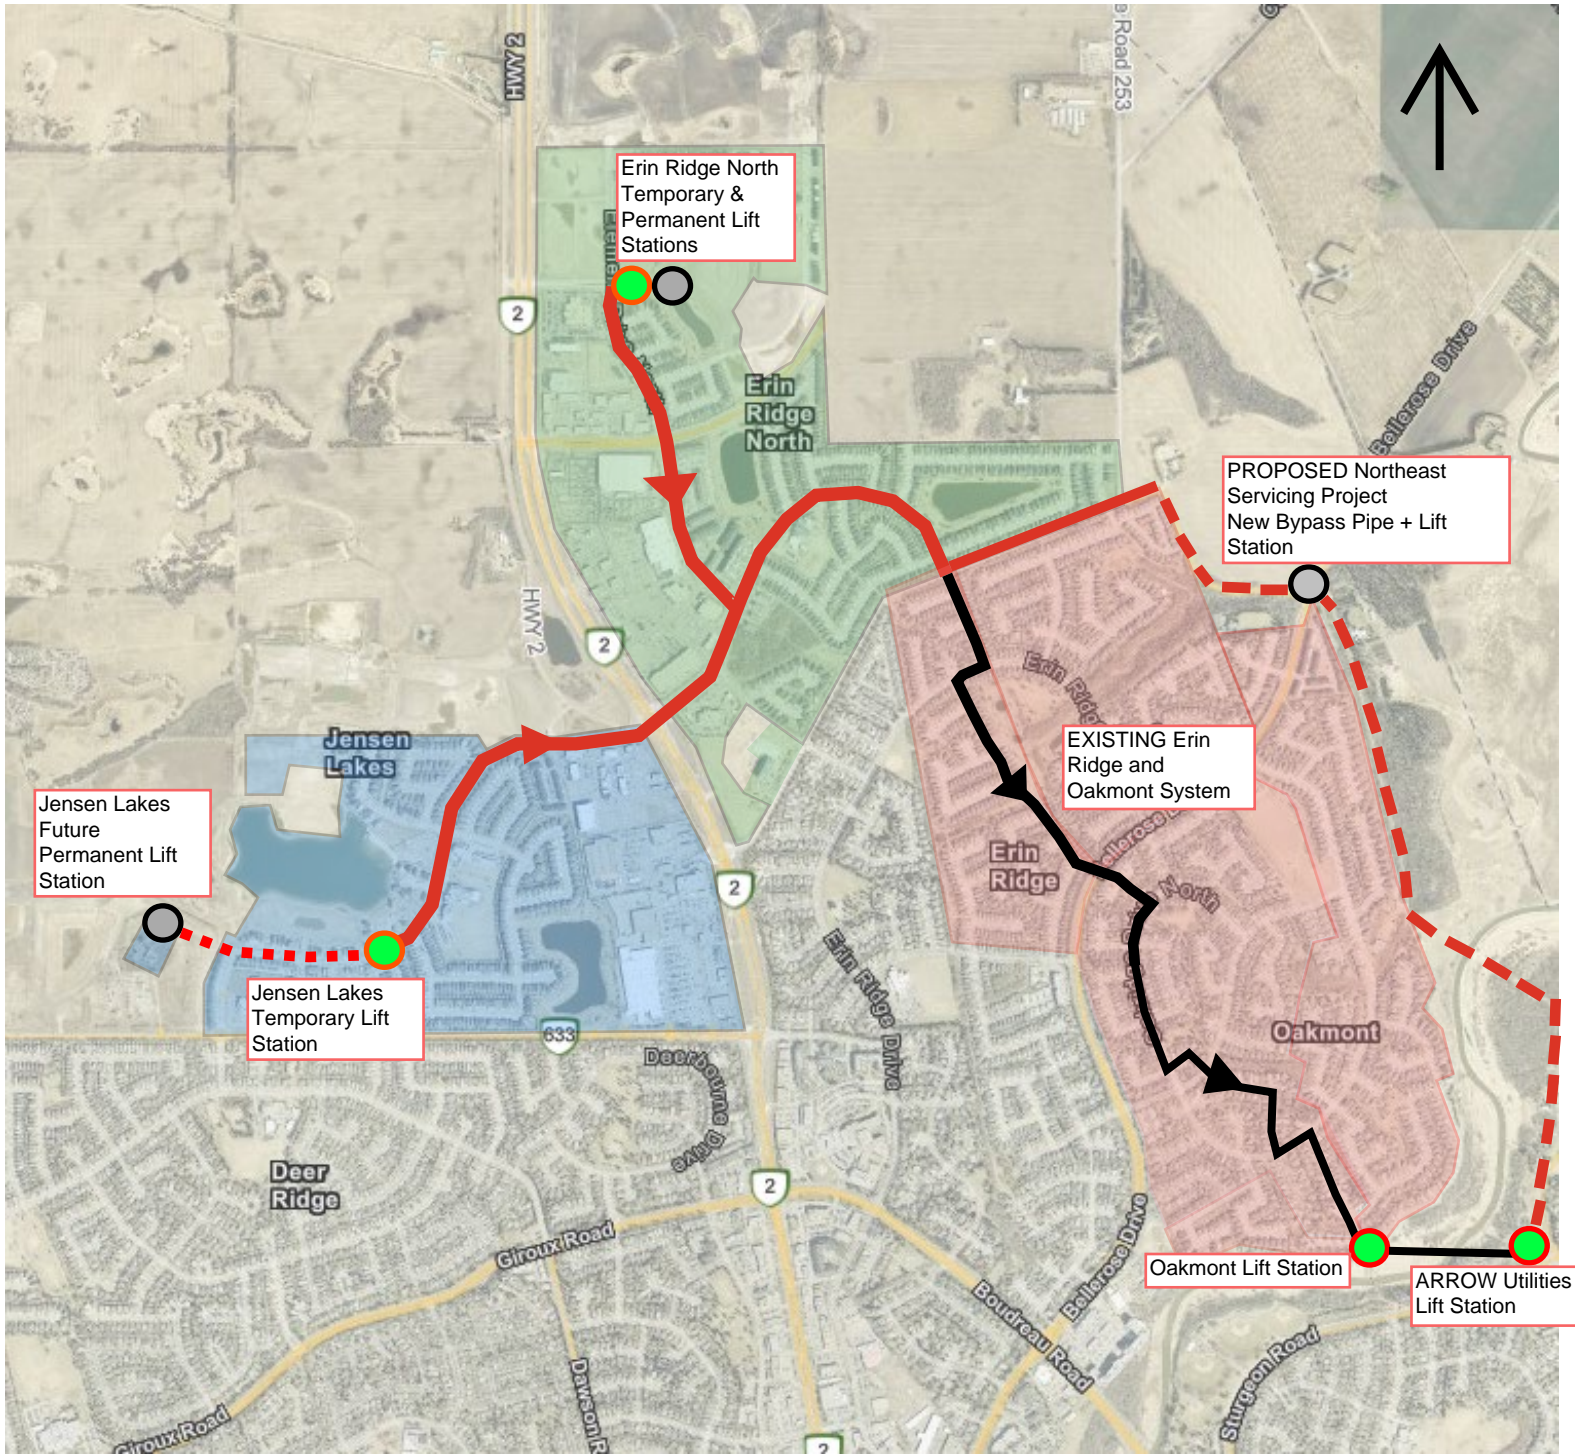 HWY 2
e Road 253
Erin Ridge North
Temporary &
Permanent Lift
Stations
2
Bellerose Drive
Erin
Ridge
North
PROPOSED Northeast
Servicing Project
New Bypass Pipe + Lift
Station
HWY 2
2
Erin Ridge
Jensen
Lakes
EXISTING Erin
Ridge and
Oakmont System
Jensen Lakes
Future
Permanent Lift
Station
Erin
Ridge
2
North
Erin Ridge Drive
Jensen Lakes
Temporary Lift
Station
633
Oakmont
Deerbourne Drive
Deer
Ridge
2
Giroux Road
Bellerose Drive
Oakmont Lift Station
ARROW Utilities
Lift Station
Boudreau Road
Sturgeon Road
Dawson R
Giroux Road
2